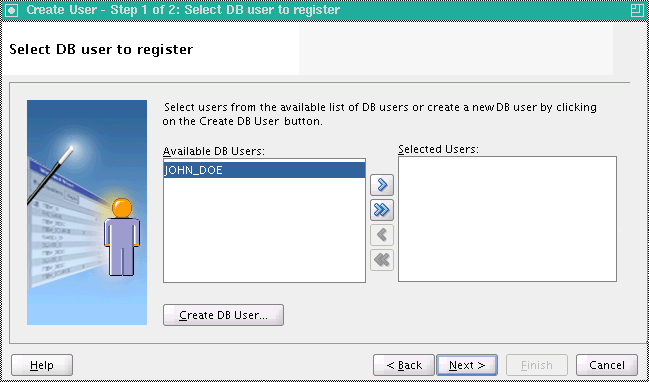 Create User - Step 1 of 2: Select DB user to register
Select DB user to register
Select users from the available list of DB users or create a new DB user by clicking
on the Create DB User button.
Available DB Users:
Selected Users:
JOHN_DOE
Create DB User...
Help
< Back
Next >
Finish
Cancel